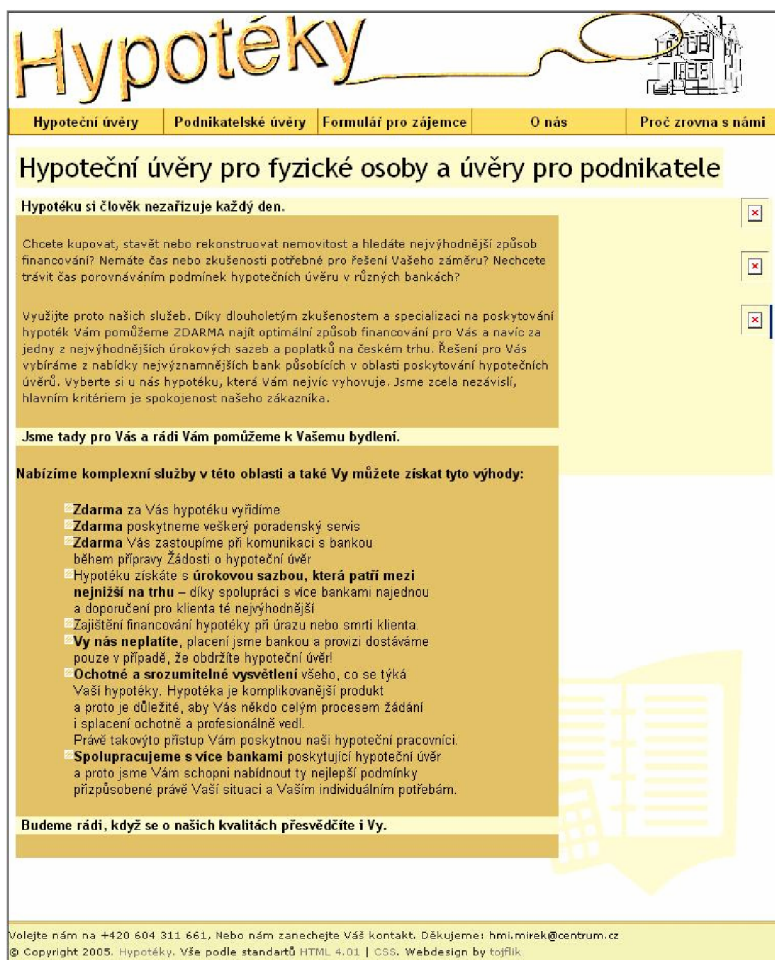 Hypotéky
Hypoteční úvěry Podnikatelské úvěry Formulář pro zájemce O nás Proč zrovna s námi
Hypoteční úvěry pro fyzické osoby a úvěry pro podnikatele
Hypotéku si člověk nezařizuje každý den.
Chcete kupovat, stavět nebo rekonstruovat nemovitost a hledáte nejvýhodnější způsob
financování? Nemáte čas nebo zkušenosti potřebné pro řešení Vašeho záměru? Nechcete
trávit čas porovnáváním podmínek hypotečních úvěru v různých bankách?
Využijte proto našich služeb. Díky dlouholetým zkušenostem a specializaci na poskytování
hypoték Vám pomůžeme ZDARMA najít optimální způsob financování pro Vás a navíc za
jedny z nejvýhodnějších úrokových sazeb a poplatků na českém trhu. Řešení pro Vás
vybíráme z nabídky nejvýznamnějších bank působících v oblasti poskytování hypotečních
úvěrů. Vyberte si u nás hypotéku, která Vám nejvíc vyhovuje. Jsme zcela nezávislí,
hlavním kritériem je spokojenost našeho zákazníka.
Jsme tady pro Vás a rádi Vám pomůžeme k Vašemu bydlení.
Nabízíme komplexní služby v této oblasti a také Vy můžete získat tyto výhody:
Zdarma za Vás hypotéku vyřídíme
Zdarma poskytneme veškerý poradenský servis
Zdarma Vás zastoupíme při komunikaci s bankou
během přípravy Žádosti o hypoteční úvěr
Hypotéku získáte s úrokovou sazbou, která patří mezi
nejnižší na trhu – díky spolupráci s více bankami najednou
a doporučení pro klienta té nejvýhodnější
Zajištění financování hypotéky při úrazu nebo smrti klienta.
Vy nás neplatíte, placení jsme bankou a provizi dostáváme
pouze v případě, že obdržíte hypoteční úvěr!
Ochotné a srozumitelné vysvětlení všeho, co se týká
Vaší hypotéky. Hypotéka je komplikovanější produkt
a proto je důležité, aby Vás někdo celým procesem žádání
i splacení ochotně a profesionálně vedl.
Právě takovýto přístup Vám poskytnou naši hypoteční pracovníci.
Spolupracujeme s více bankami poskytující hypoteční úvěr
a proto jsme Vám schopni nabídnout ty nejlepší podmínky
přizpůsobené právě Vaší situaci a Vašim individuálním potřebám.
Budeme rádi, když se o našich kvalitách přesvědčíte i Vy.
Volejte nám na +420 604 311 661, Nebo nám zanechejte Váš kontakt. Děkujeme: hmi.mirek@centrum.cz
© Copyright 2005. Hypotéky. Vše podle standartů HTML 4.01 | CSS. Webdesign by tojflik